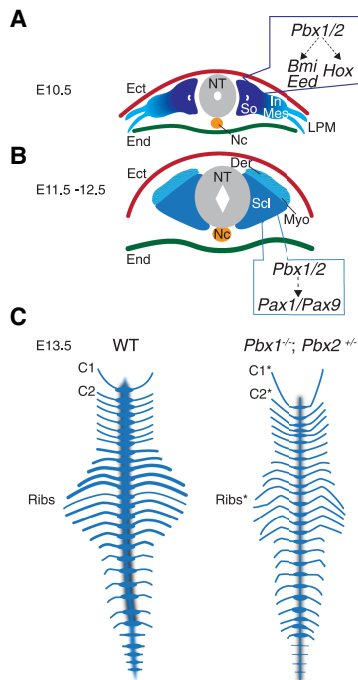 A
Pbx1/2
Bmi Hox
Eed
E10.5
Ect
NT
So
In
Mes
LPM
End
Nc
B
E11.5 -12.5
Ect
Der
NT
Scl
Myo
Nc
End
Pbx1/2
Pax1/Pax9
C
E13.5
WT
Pbx1-/-; Pbx2 +/-
C1
C2
C1*
C2*
Ribs
Ribs*